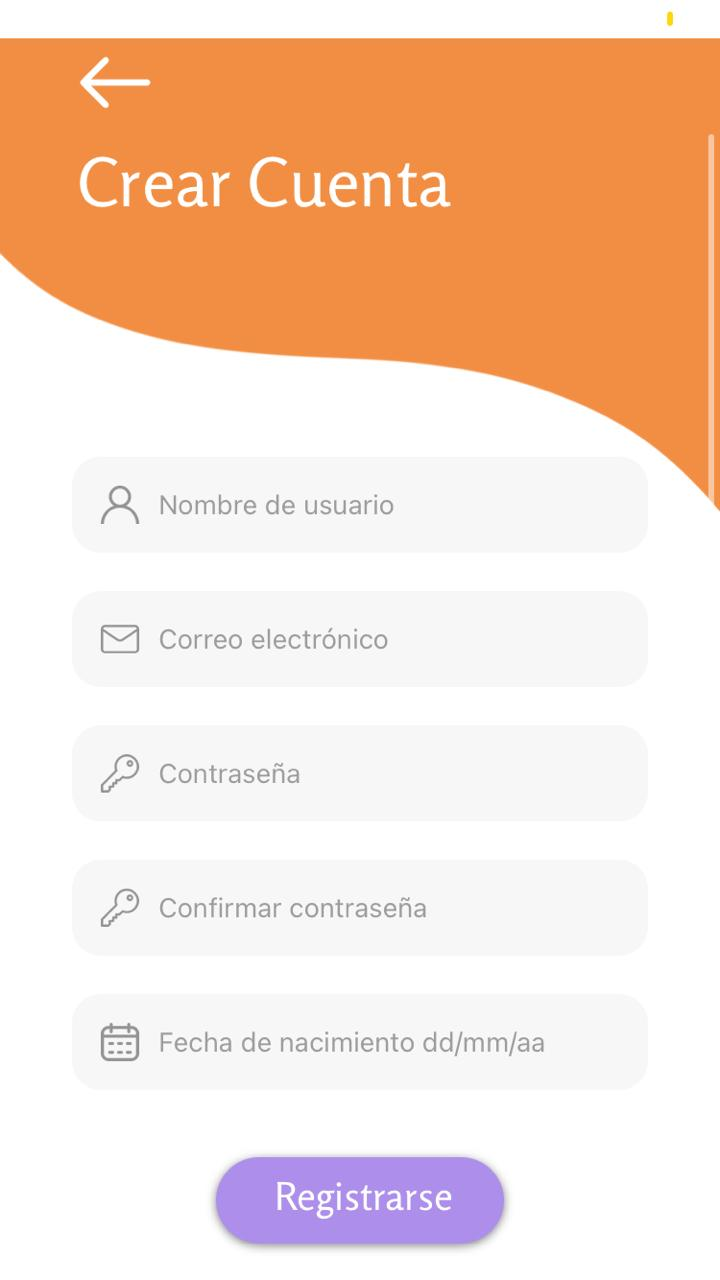 Crear Cuenta
Nombre de usuario
Correo electrónico
Contraseña
Confirmar contraseña
Fecha de nacimiento dd/mm/aa
Registrarse